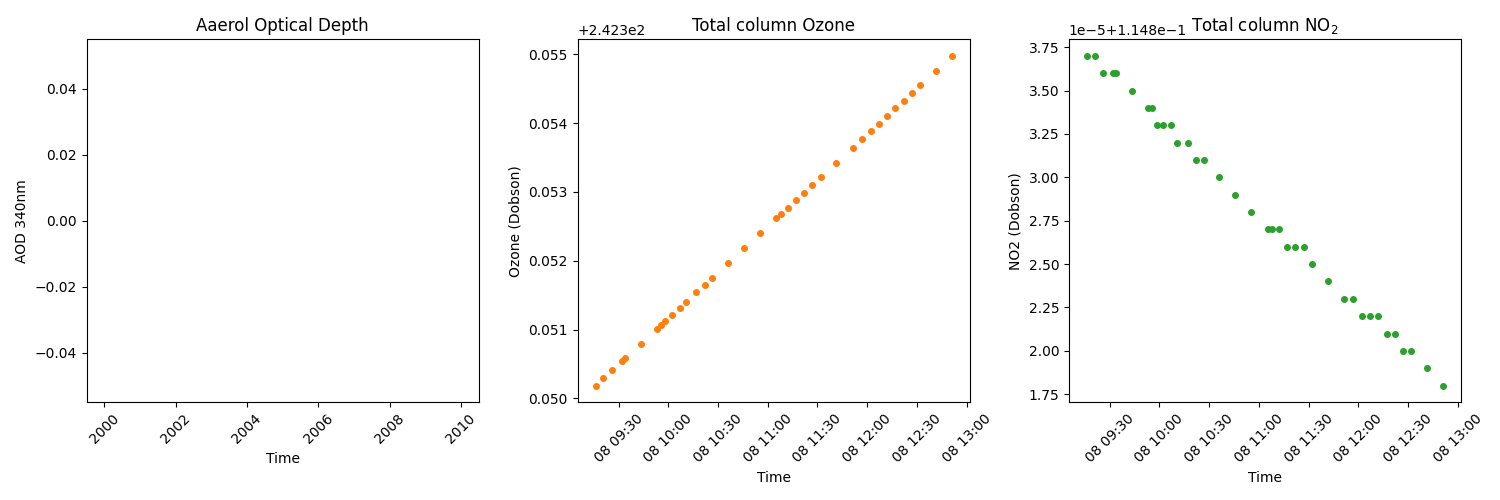 Aaerol Optical Depth
AOD 340nm
0.04
0.02
0.00
−0.02
−0.04
2000 2002 2004 2006 2008 2010
Time
Total column Ozone
+2.423e2
Ozone (Dobson)
0.055
0.054
0.053
0.052
0.051
0.050
08 09:30 08 10:00 08 10:30 08 11:00 08 11:30 08 12:00 08 12:30 08 13:00
Time
Total column NO₂
1e−5+1.148e−1
NO2 (Dobson)
3.75
3.50
3.25
3.00
2.75
2.50
2.25
2.00
1.75
08 09:30 08 10:00 08 10:30 08 11:00 08 11:30 08 12:00 08 12:30 08 13:00
Time